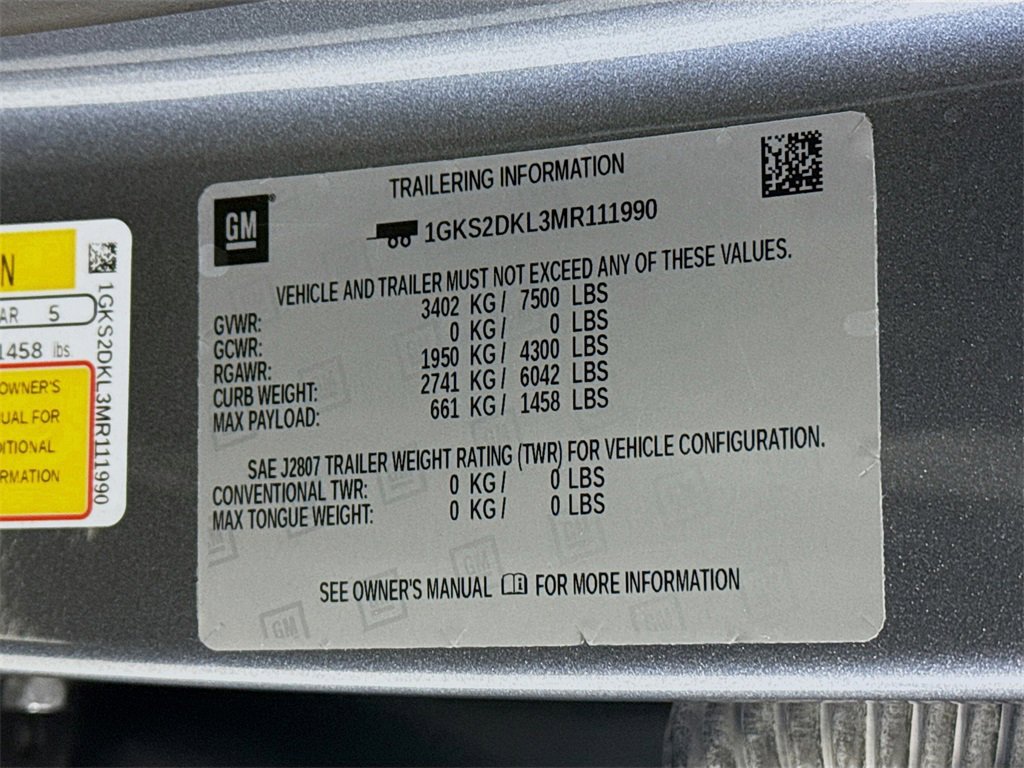 GM
TRAILERING INFORMATION
1GKS2DKL3MR111990
VEHICLE AND TRAILER MUST NOT EXCEED ANY OF THESE VALUES.
GVWR: 3402 KG / 7500 LBS
GCWR: 0 KG / 0 LBS
RGAWR: 1950 KG / 4300 LBS
CURB WEIGHT: 2741 KG / 6042 LBS
MAX PAYLOAD: 661 KG / 1458 LBS
SAE J2807 TRAILER WEIGHT RATING (TWR) FOR VEHICLE CONFIGURATION.
CONVENTIONAL TWR: 0 KG / 0 LBS
MAX TONGUE WEIGHT: 0 KG / 0 LBS
SEE OWNER'S MANUAL FOR MORE INFORMATION
N
AR 5
1458 lbs
OWNER'S
UAL FOR
ITIONAL
RMATION
1GKS2DKL3MR111990